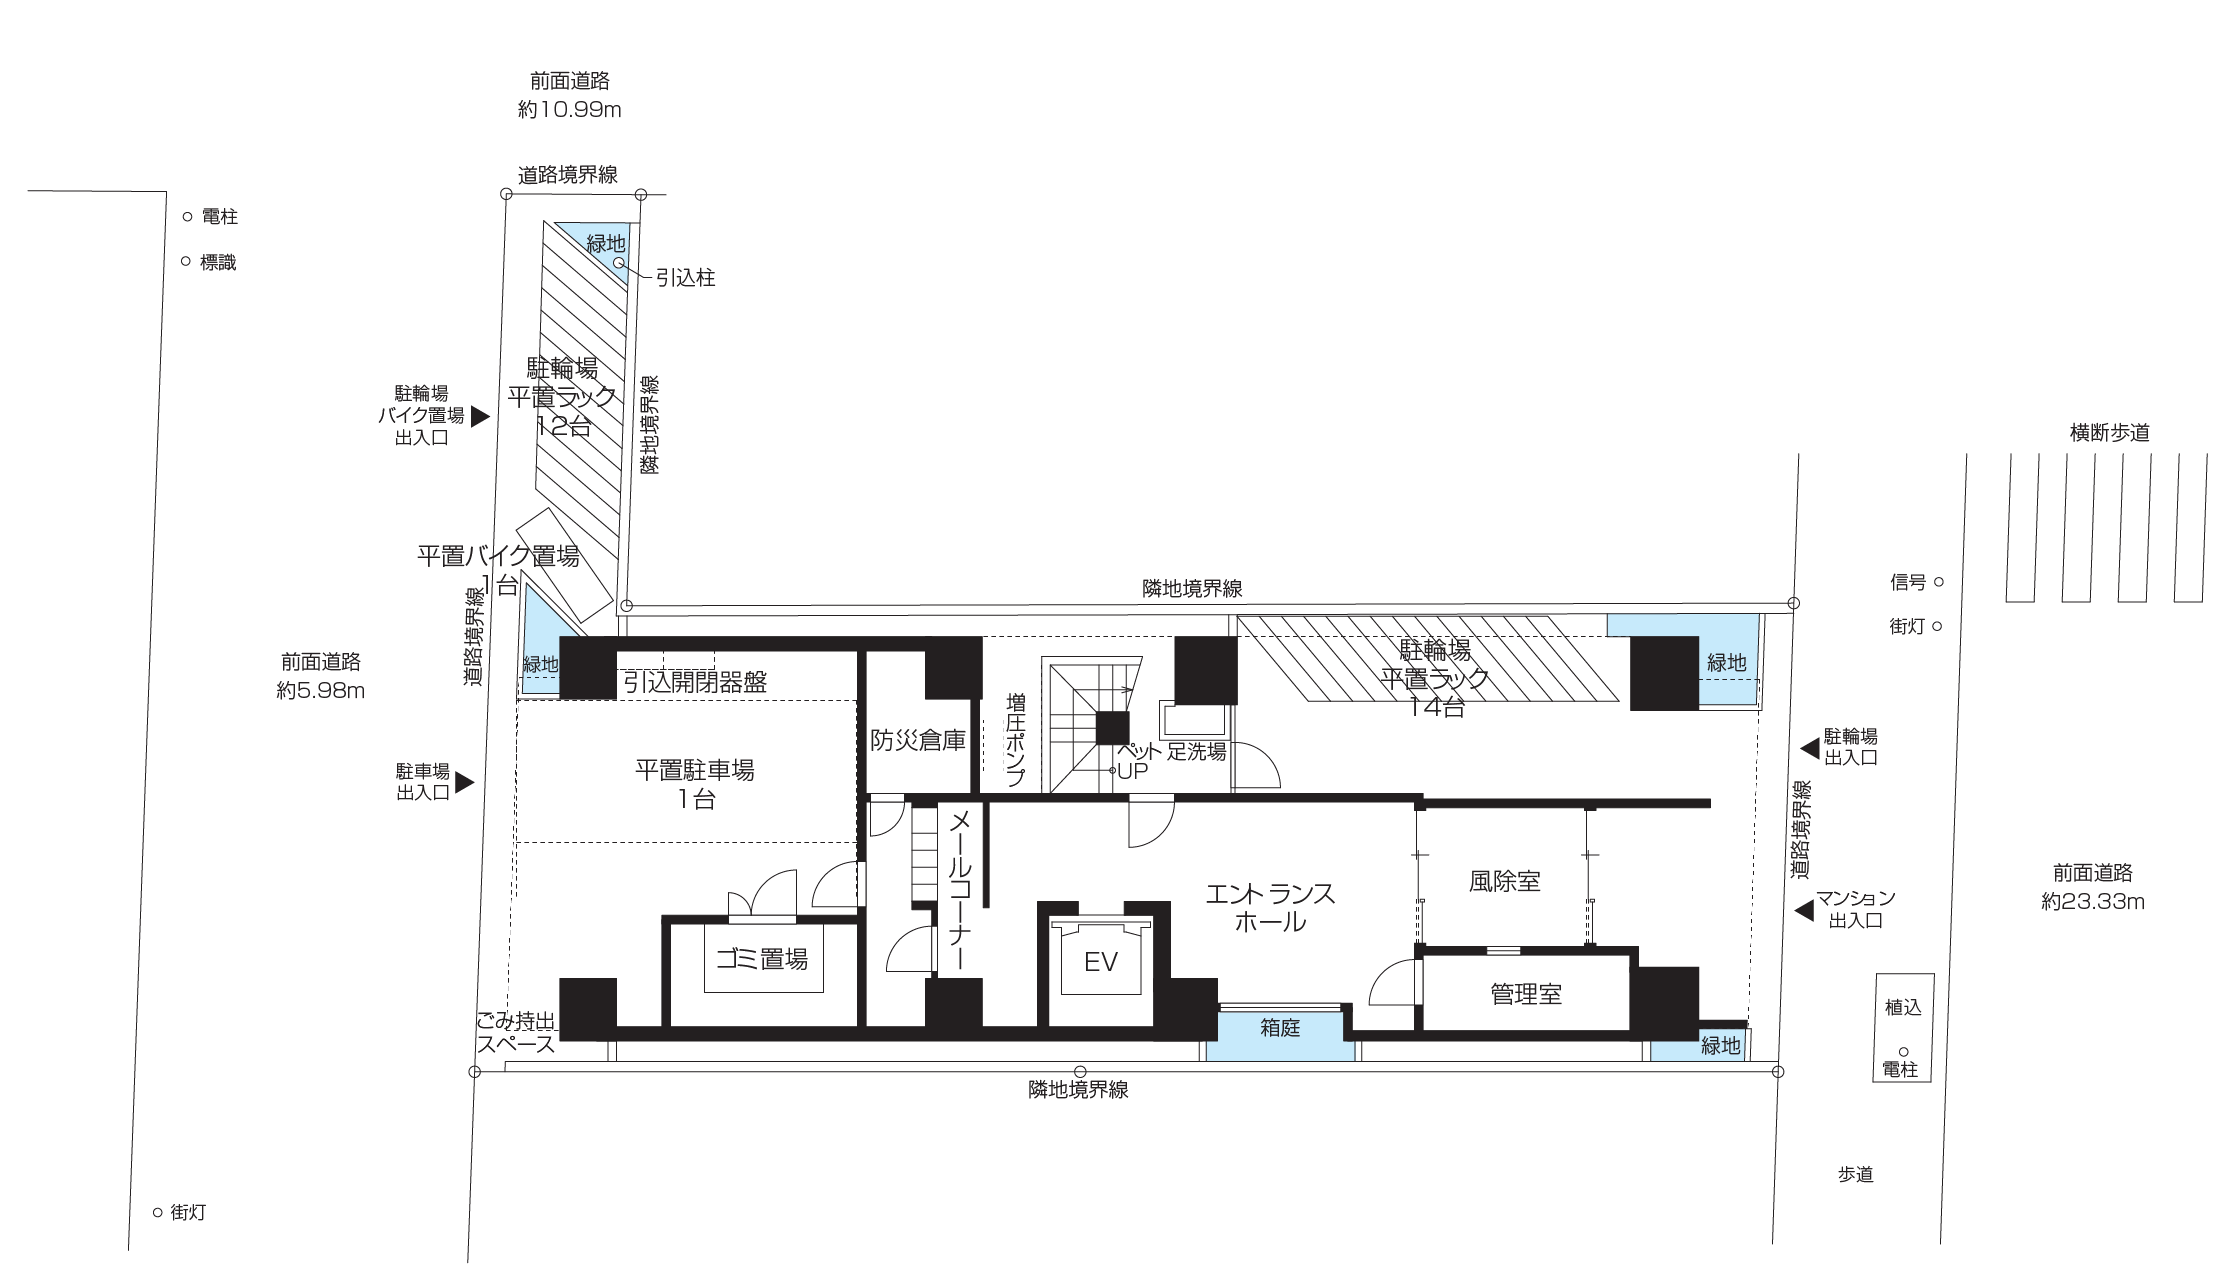 前面道路
約10.99m
道路境界線
電柱
標識
緑地
引込柱
駐輪場
平置ラック
12台
駐輪場
バイク置場
出入口
隣地境界線
横断歩道
平置バイク置場
1台
道路境界線
隣地境界線
信号
街灯
前面道路
約5.98m
緑地
引込開閉器盤
駐輪場
平置ラック
14台
緑地
増圧ポンプ
防災倉庫
ペット足洗場
UP
駐輪場
出入口
駐車場
出入口
平置駐車場
1台
道路境界線
メールコーナー
エントランス
ホール
風除室
マンション
出入口
前面道路
約23.33m
ゴミ置場
EV
管理室
植込
電柱
ごみ持出
スペース
箱庭
緑地
隣地境界線
歩道
街灯